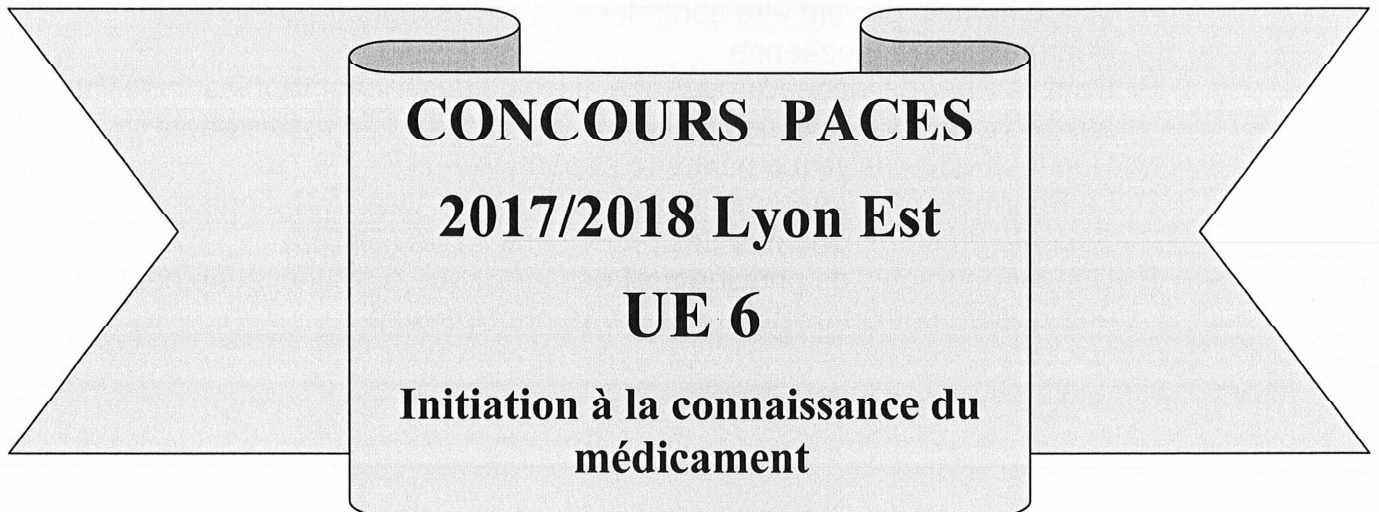 CONCOURS PACES
2017/2018 Lyon Est
UE 6
Initiation à la connaissance du
médicament